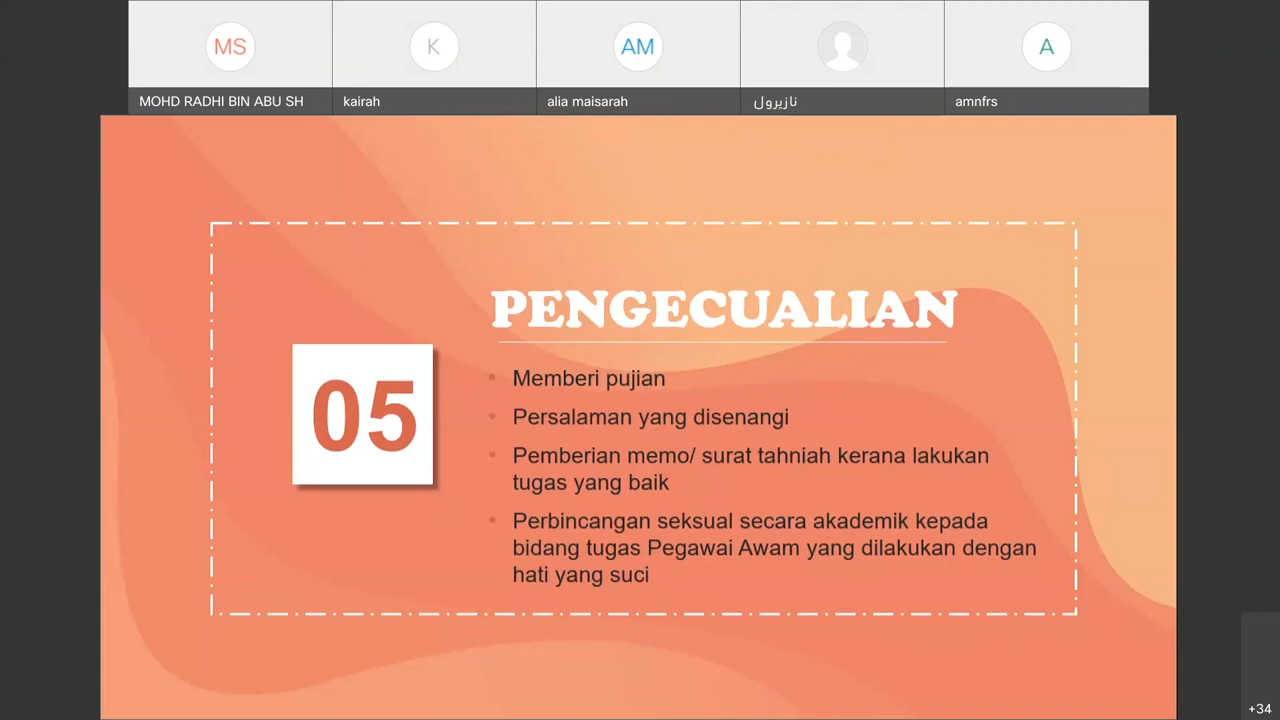 MS
K
AM
A
MOHD RADHI BIN ABU SH
kairah
alia maisarah
نازيرول
amnfrs
PENGECUALIAN
05
• Memberi pujian
• Persalaman yang disenangi
• Pemberian memo/ surat tahniah kerana lakukan
tugas yang baik
• Perbincangan seksual secara akademik kepada
bidang tugas Pegawai Awam yang dilakukan dengan
hati yang suci
+34